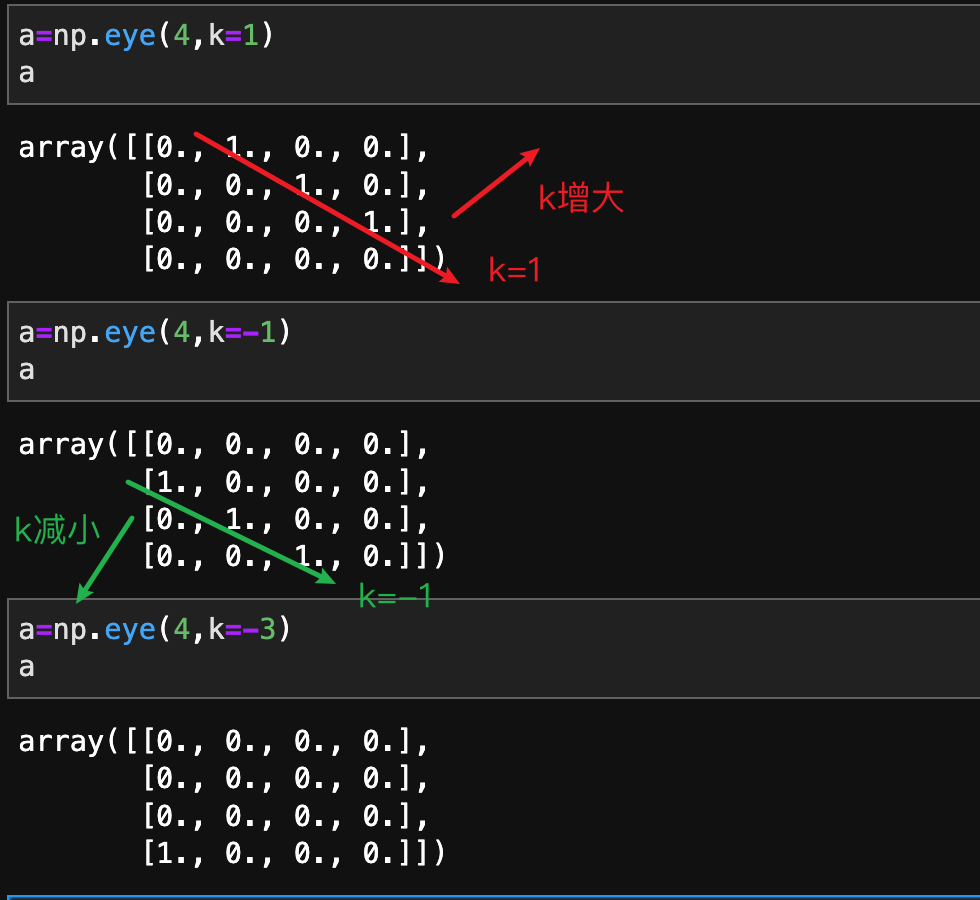 a=np.eye(4,k=1)
a
array([[0., 1., 0., 0.],
[0., 0., 1., 0.],
[0., 0., 0., 1.],
[0., 0., 0., 0.]])
k增大
k=1
a=np.eye(4,k=-1)
a
array([[0., 0., 0., 0.],
[1., 0., 0., 0.],
[0., 1., 0., 0.],
[0., 0., 1., 0.]])
k减小
k=-1
a=np.eye(4,k=-3)
a
array([[0., 0., 0., 0.],
[0., 0., 0., 0.],
[0., 0., 0., 0.],
[1., 0., 0., 0.]])